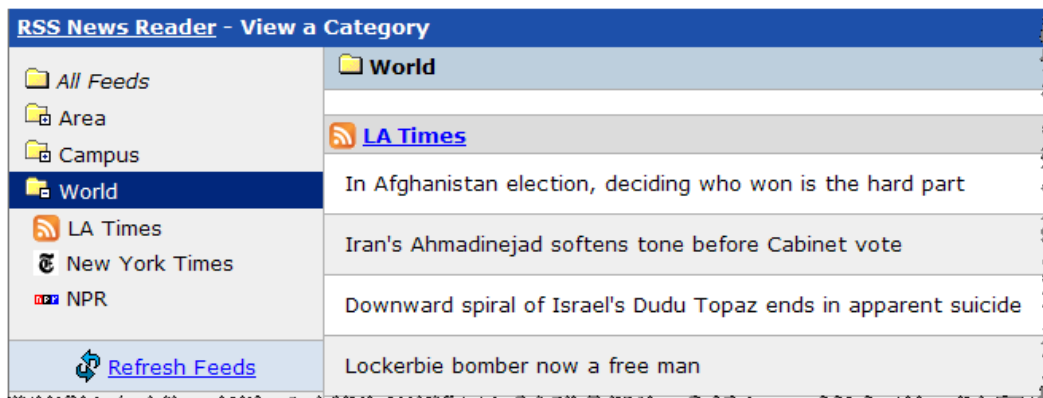 RSS News Reader - View a Category
All Feeds
Area
Campus
World
LA Times
New York Times
npr NPR
Refresh Feeds
World
LA Times
In Afghanistan election, deciding who won is the hard part
Iran's Ahmadinejad softens tone before Cabinet vote
Downward spiral of Israel's Dudu Topaz ends in apparent suicide
Lockerbie bomber now a free man